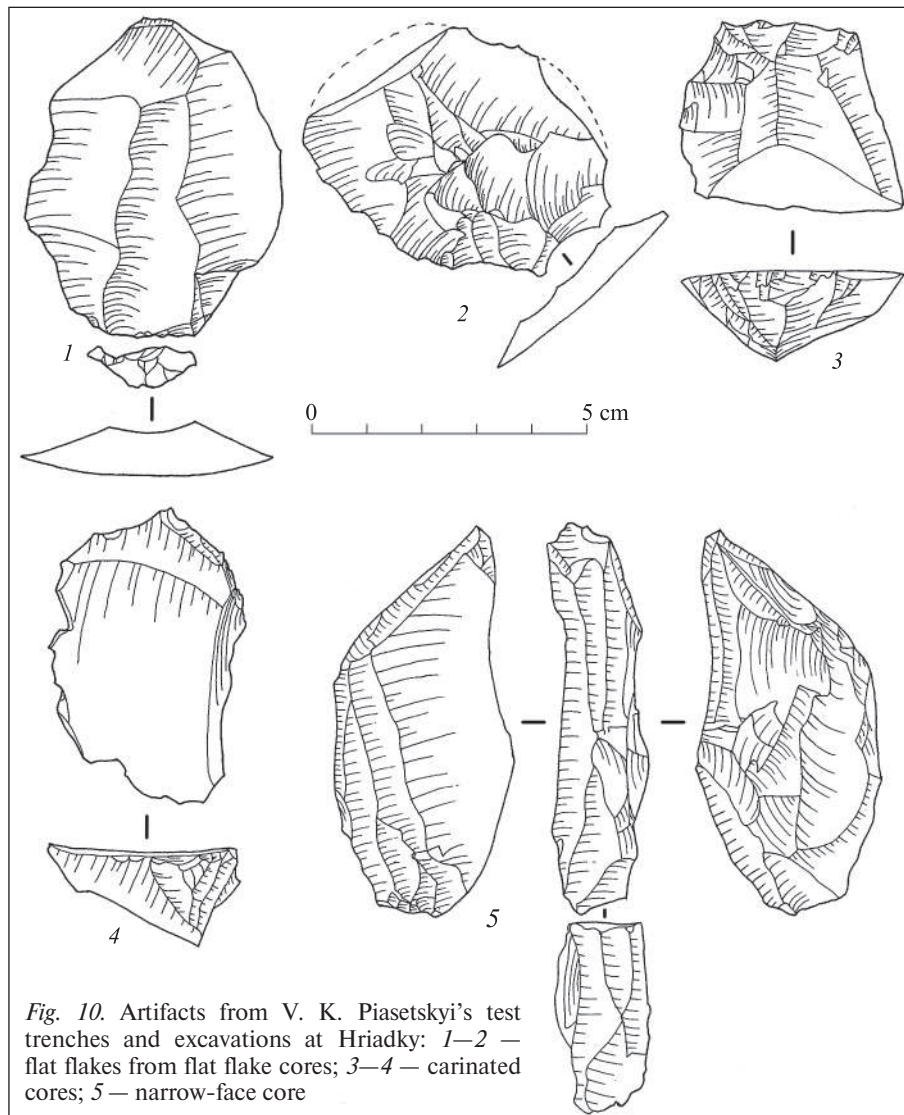 1
2
3
0 5 cm
4
5
Fig. 10. Artifacts from V. K. Piasetskyi's test
trenches and excavations at Hriadky: 1—2 —
flat flakes from flat flake cores; 3—4 — carinated
cores; 5 — narrow-face core